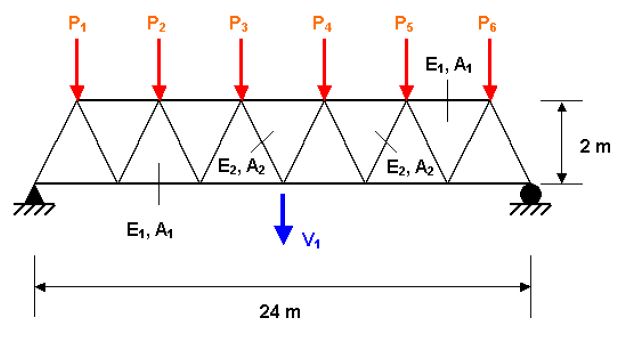 P₁ P₂ P₃ P₄ P₅ P₆
E₁, A₁
2 m
E₂, A₂ E₂, A₂
E₁, A₁
V₁
24 m